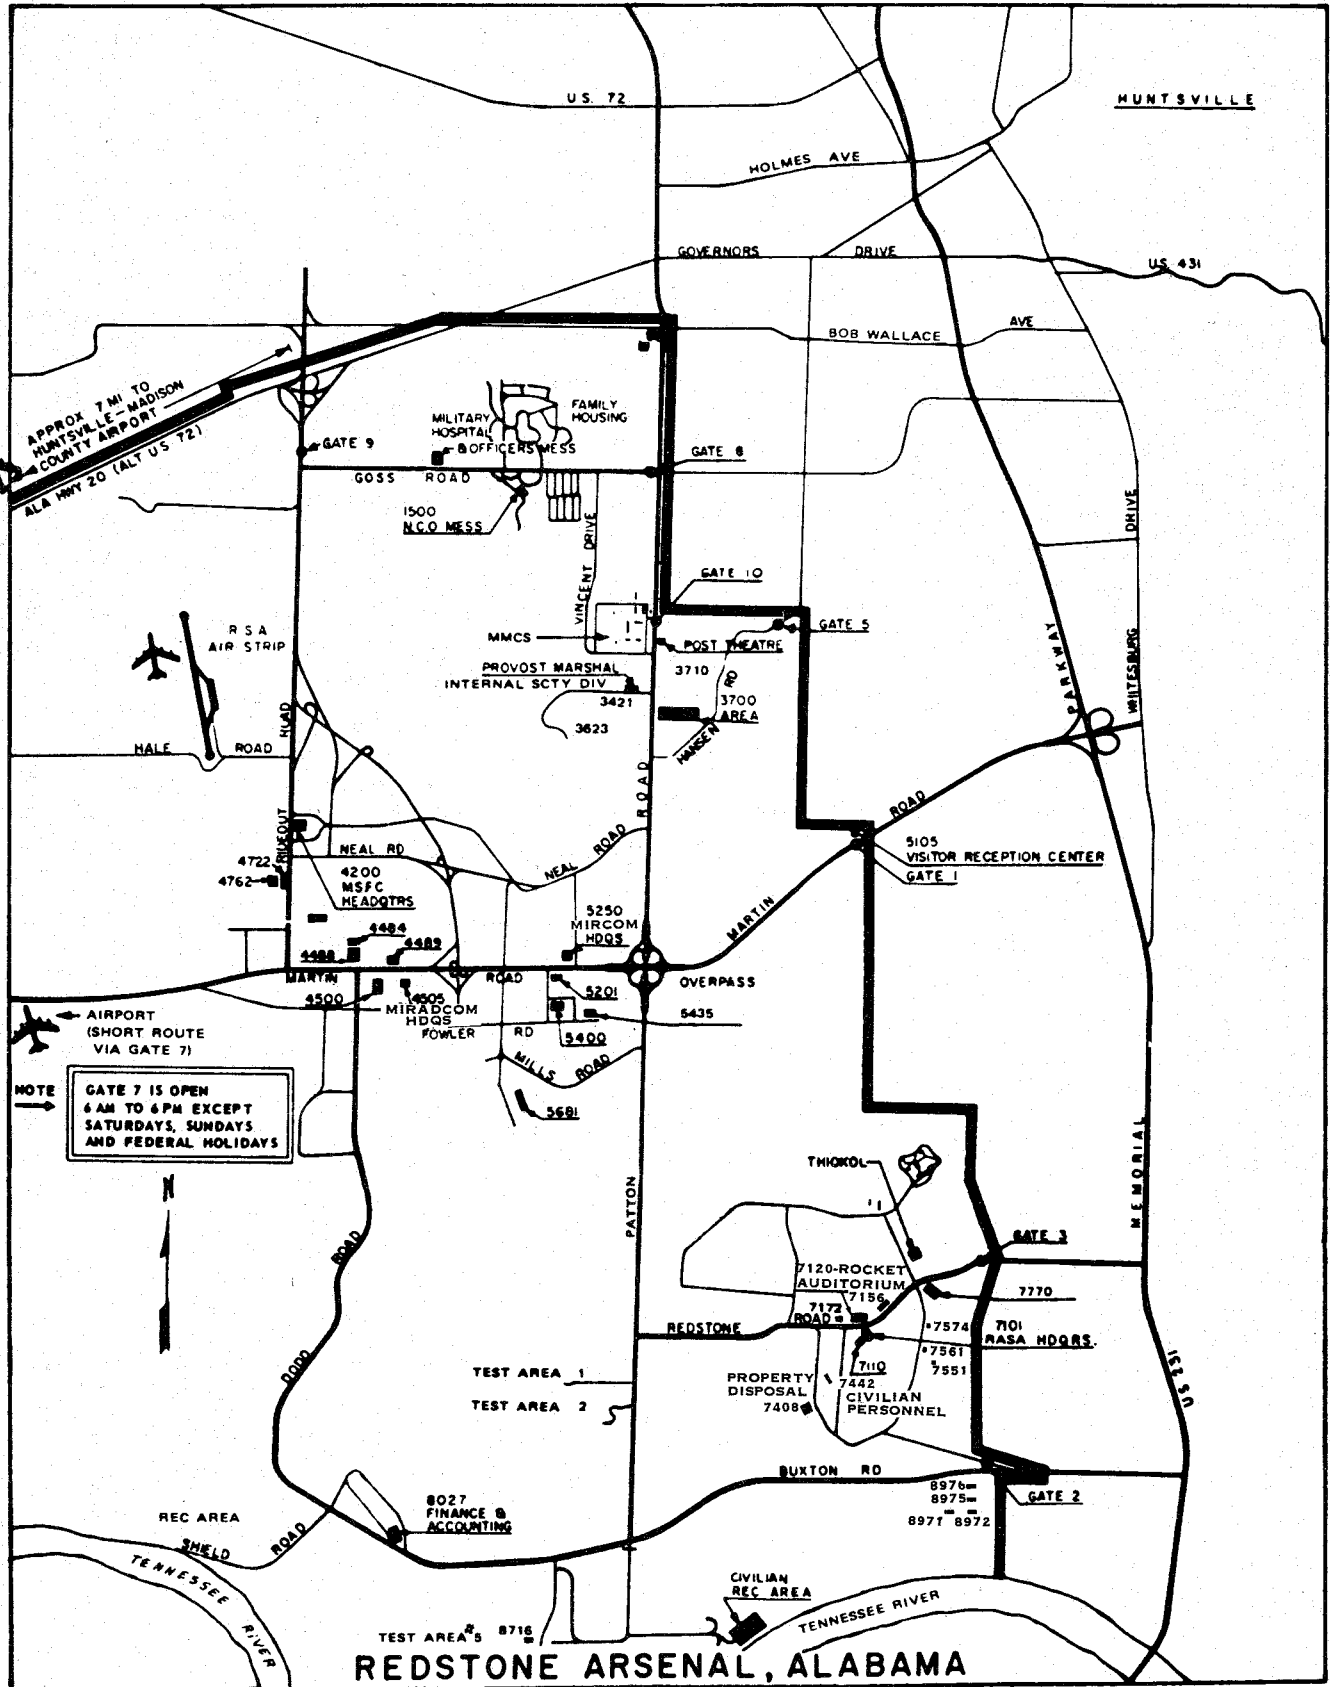 U.S. 72
HUNTSVILLE
HOLMES AVE
GOVERNORS DRIVE
U.S. 431
BOB WALLACE AVE
APPROX 7 MI TO
HUNTSVILLE-MADISON
COUNTY AIRPORT
ALA HWY 20 (ALT US 72)
GATE 9
MILITARY
HOSPITAL
& OFFICERS MESS
FAMILY
HOUSING
GATE 8
GOSS ROAD
1500
N.C.O MESS
VINCENT DRIVE
DRIVE
WHITESBURG
GATE 10
GATE 5
RSA
AIR STRIP
MMCS
POST THEATRE
3710
PROVOST MARSHAL
INTERNAL SCTY DIV
3421
3623
3700
AREA
HANSEN RD
PARKWAY
HALE ROAD
ROAD
RIDEOUT
ROAD
NEAL RD
NEAL ROAD
4722
4762
4200
MSFC
HEADQTRS
ROAD
MARTIN
5105
VISITOR RECEPTION CENTER
GATE 1
5250
MIRCOM
HDQS
4484
4488
4489
MARTIN ROAD
OVERPASS
4500
4505
MIRADCOM
HDQS
5201
5435
5400
FOWLER RD
MILLS ROAD
5681
AIRPORT
(SHORT ROUTE
VIA GATE 7)
NOTE
GATE 7 IS OPEN
6 AM TO 6 PM EXCEPT
SATURDAYS, SUNDAYS
AND FEDERAL HOLIDAYS
N
PATTON
MEMORIAL
THIOKOL
GATE 3
7120-ROCKET
AUDITORIUM
7156
7172
7770
REDSTONE ROAD
7574
7101
RASA HDQRS.
7561
7551
7110
7442
CIVILIAN
PERSONNEL
PROPERTY
DISPOSAL
7408
US 231
ROAD
DODD
TEST AREA 1
TEST AREA 2
BUXTON RD
8976
8975
8971 8972
GATE 2
8027
FINANCE &
ACCOUNTING
REC AREA
SHIELD ROAD
TENNESSEE RIVER
CIVILIAN
REC AREA
TENNESSEE RIVER
TEST AREA #5
8716
REDSTONE ARSENAL, ALABAMA